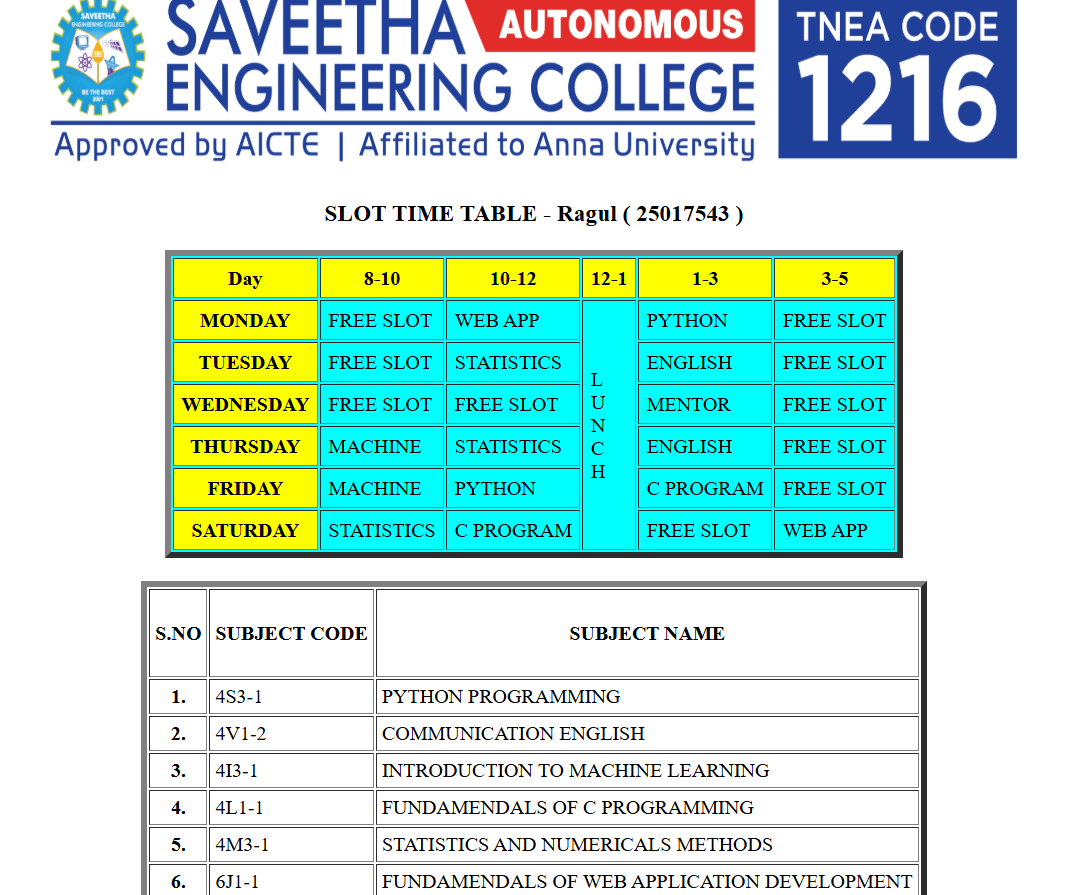 SAVEETHA
ENGINEERING COLLEGE
BE THE BEST
2001
SAVEETHA AUTONOMOUS
ENGINEERING COLLEGE
Approved by AICTE | Affiliated to Anna University
TNEA CODE
1216
SLOT TIME TABLE - Ragul ( 25017543 )
Day 8-10 10-12 12-1 1-3 3-5
MONDAY FREE SLOT WEB APP PYTHON FREE SLOT
TUESDAY FREE SLOT STATISTICS ENGLISH FREE SLOT
WEDNESDAY FREE SLOT FREE SLOT MENTOR FREE SLOT
THURSDAY MACHINE STATISTICS ENGLISH FREE SLOT
FRIDAY MACHINE PYTHON C PROGRAM FREE SLOT
SATURDAY STATISTICS C PROGRAM FREE SLOT WEB APP
L
U
N
C
H
S.NO SUBJECT CODE SUBJECT NAME
1. 4S3-1 PYTHON PROGRAMMING
2. 4V1-2 COMMUNICATION ENGLISH
3. 4I3-1 INTRODUCTION TO MACHINE LEARNING
4. 4L1-1 FUNDAMENDALS OF C PROGRAMMING
5. 4M3-1 STATISTICS AND NUMERICALS METHODS
6. 6J1-1 FUNDAMENDALS OF WEB APPLICATION DEVELOPMENT